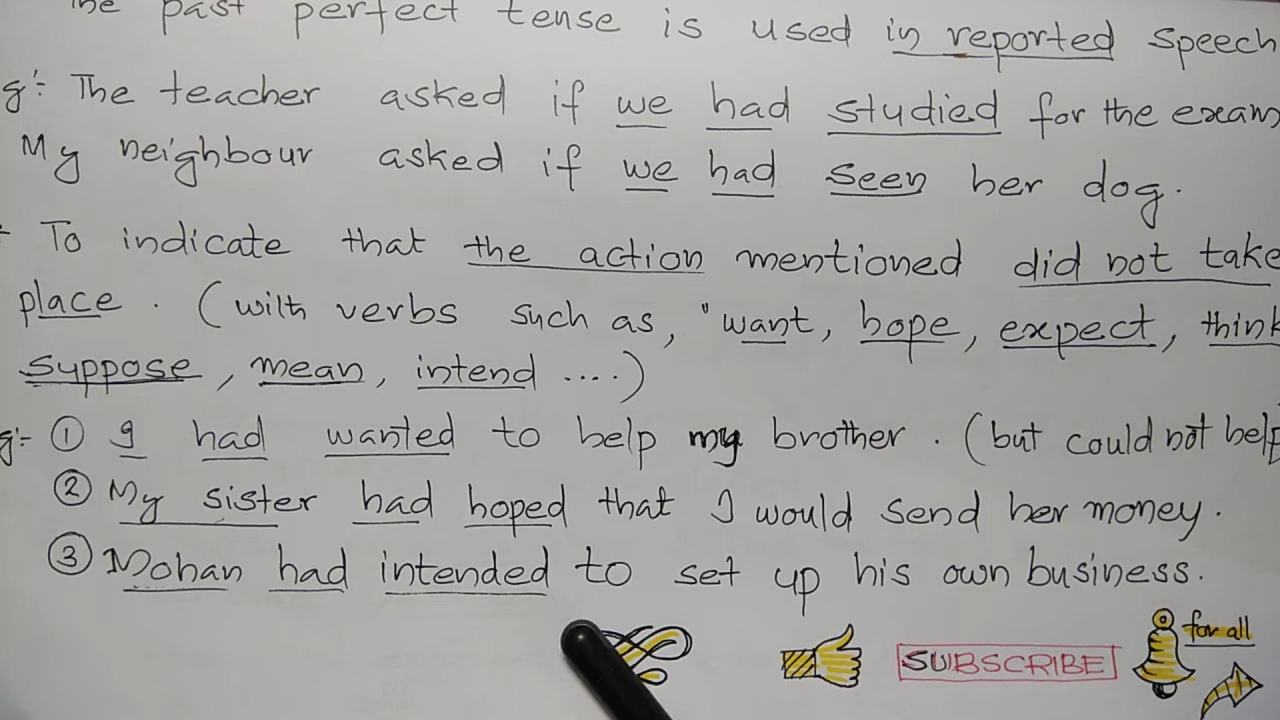 The past perfect tense is used in reported speech
g:- The teacher asked if we had studied for the exam
My neighbour asked if we had seen her dog.
To indicate that the action mentioned did not take
place. (with verbs such as, "want, hope, expect, think
suppose, mean, intend ....)
g:- ① I had wanted to help my brother. (but could not help
② My sister had hoped that I would send her money.
③ Mohan had intended to set up his own business.
for all
SUBSCRIBE